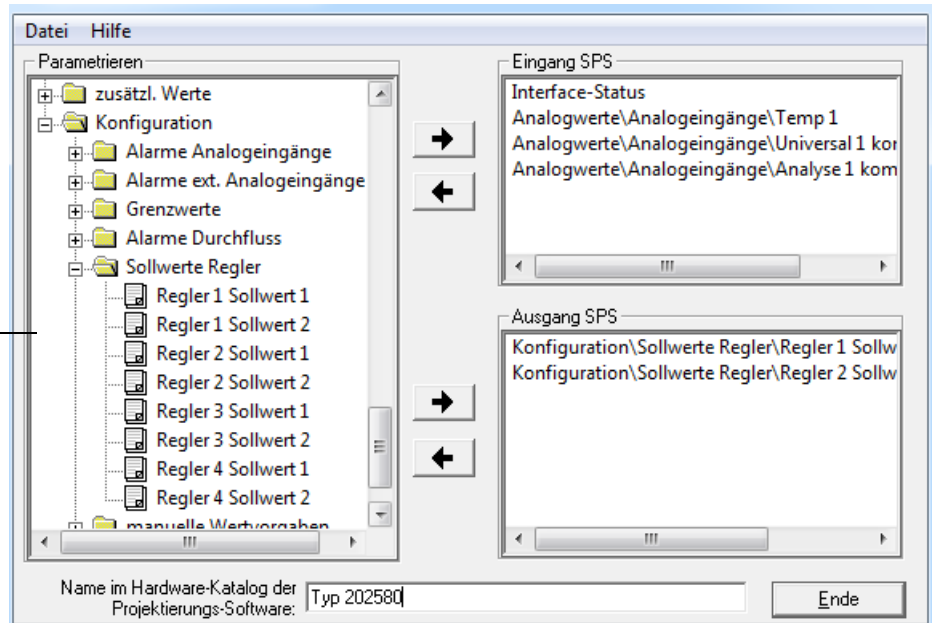 Datei Hilfe
Parametrieren
zusätzl. Werte
Konfiguration
Alarme Analogeingänge
Alarme ext. Analogeingänge
Grenzwerte
Alarme Durchfluss
Sollwerte Regler
Regler 1 Sollwert 1
Regler 1 Sollwert 2
Regler 2 Sollwert 1
Regler 2 Sollwert 2
Regler 3 Sollwert 1
Regler 3 Sollwert 2
Regler 4 Sollwert 1
Regler 4 Sollwert 2
manuelle Wertvorgaben
Eingang SPS
Interface-Status
Analogwerte\Analogeingänge\Temp 1
Analogwerte\Analogeingänge\Universal 1 kor
Analogwerte\Analogeingänge\Analyse 1 kom
Ausgang SPS
Konfiguration\Sollwerte Regler\Regler 1 Sollw
Konfiguration\Sollwerte Regler\Regler 2 Sollw
Name im Hardware-Katalog der
Projektierungs-Software:
Typ 202580
Ende